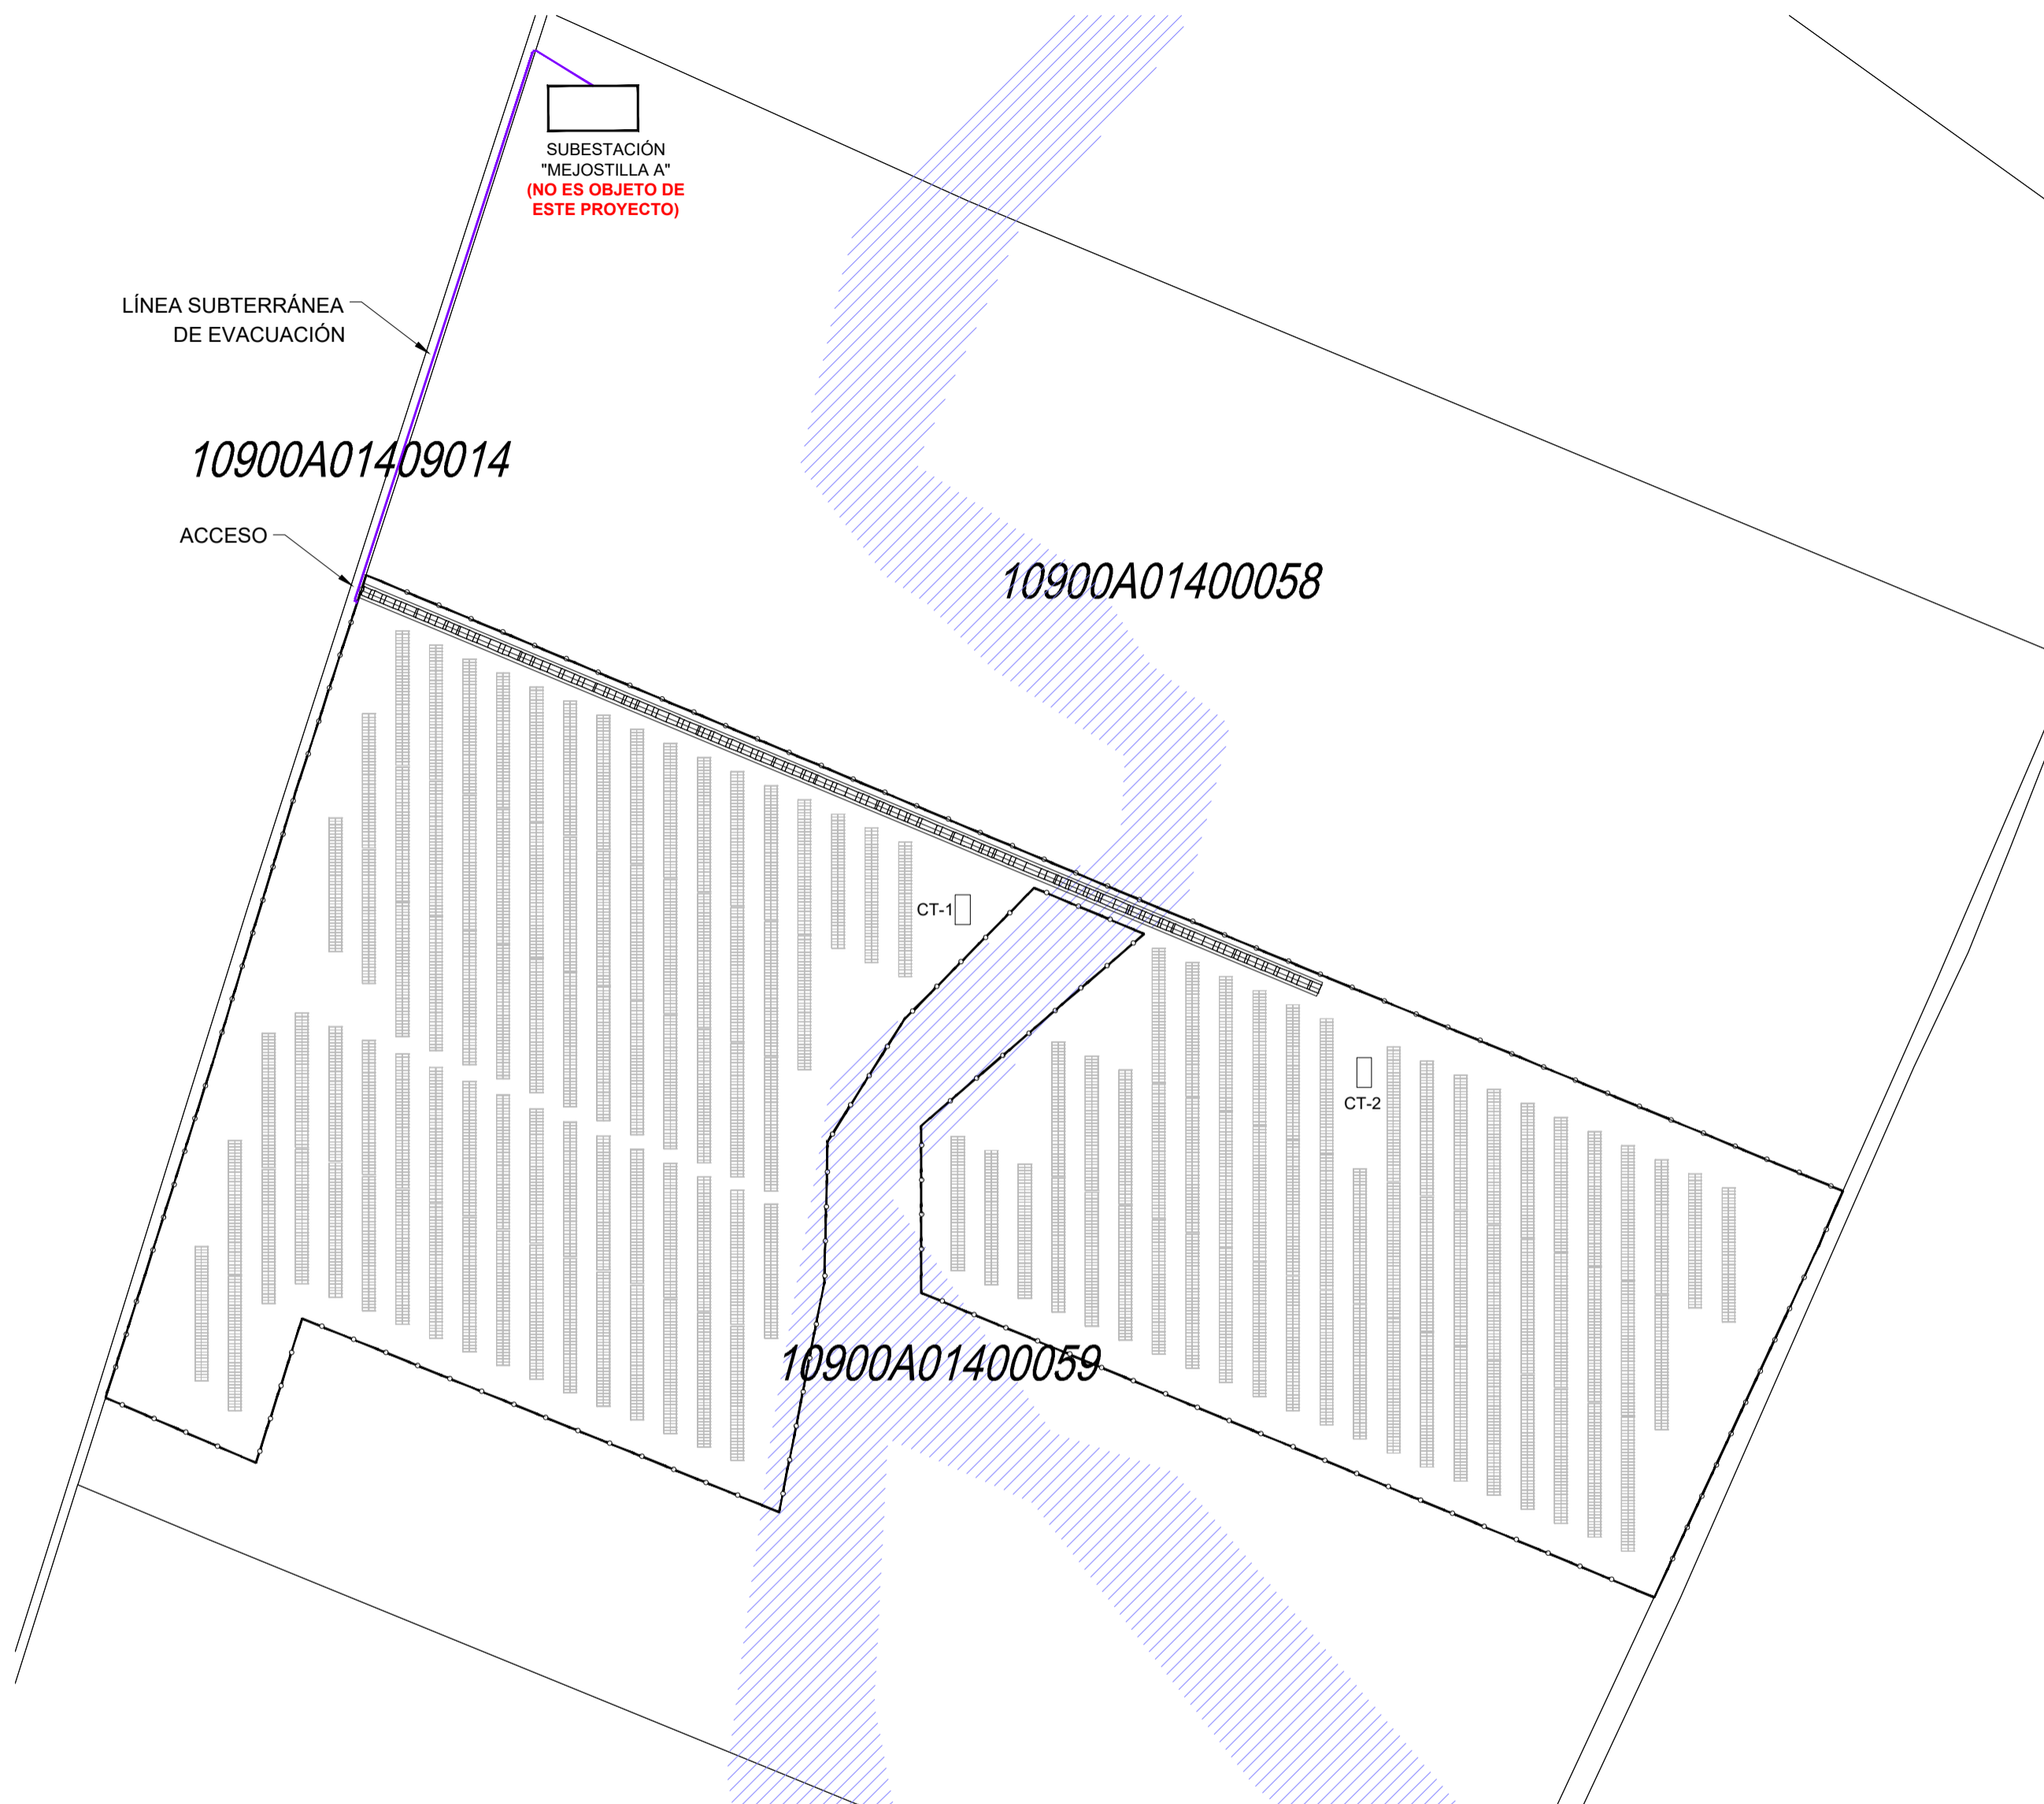 SUBESTACIÓN
"MEJOSTILLA A"
(NO ES OBJETO DE
ESTE PROYECTO)
LÍNEA SUBTERRÁNEA
DE EVACUACIÓN
10900A01409014
ACCESO
10900A01400058
CT-1
CT-2
10900A01400059